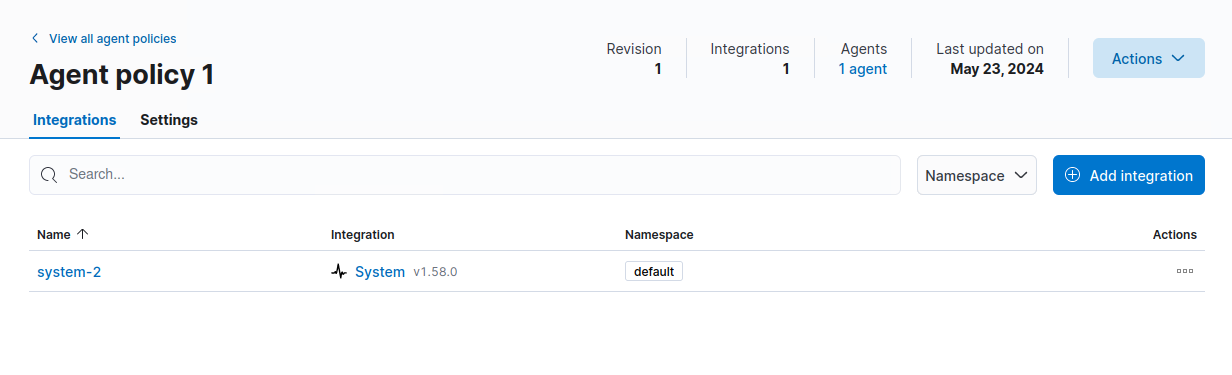 View all agent policies
Agent policy 1
Revision
1
Integrations
1
Agents
1 agent
Last updated on
May 23, 2024
Actions
Integrations
Settings
Search...
Namespace
Add integration
Name
Integration
Namespace
Actions
system-2
System v1.58.0
default